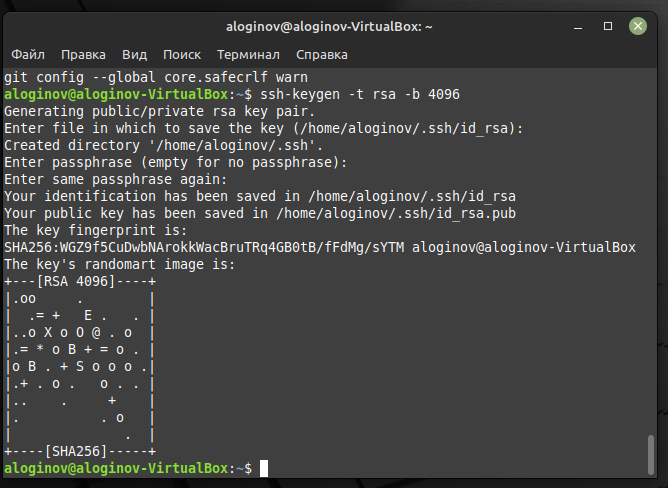 aloginov@aloginov-VirtualBox: ~
Файл Правка Вид Поиск Терминал Справка
git config --global core.safecrlf warn
aloginov@aloginov-VirtualBox:~$ ssh-keygen -t rsa -b 4096
Generating public/private rsa key pair.
Enter file in which to save the key (/home/aloginov/.ssh/id_rsa):
Created directory '/home/aloginov/.ssh'.
Enter passphrase (empty for no passphrase):
Enter same passphrase again:
Your identification has been saved in /home/aloginov/.ssh/id_rsa
Your public key has been saved in /home/aloginov/.ssh/id_rsa.pub
The key fingerprint is:
SHA256:WGZ9f5CuDwbNArokkWacBruTRq4GB0tB/fFdMg/sYTM aloginov@aloginov-VirtualBox
The key's randomart image is:
+---[RSA 4096]----+
|.oo     .        |
|  .= +   E .   . |
|..o X o O @ . o  |
|.= * o B + = o . |
|o B . + S o o o .|
|.+ . o .   o . . |
|..    .     +    |
|.          . o   |
|              .  |
+----[SHA256]-----+
aloginov@aloginov-VirtualBox:~$